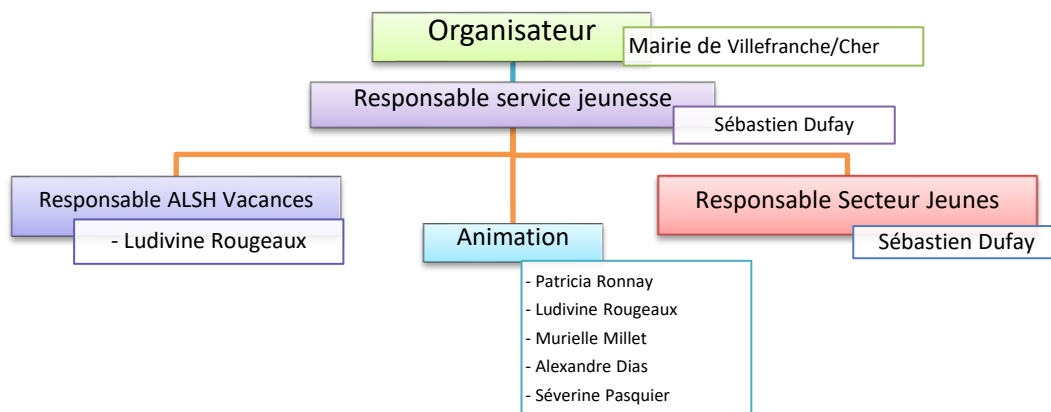 Organisateur
Mairie de Villefranche/Cher
Responsable service jeunesse
Sébastien Dufay
Responsable ALSH Vacances
- Ludivine Rougeaux
Animation
- Patricia Ronnay
- Ludivine Rougeaux
- Murielle Millet
- Alexandre Dias
- Séverine Pasquier
Responsable Secteur Jeunes
Sébastien Dufay